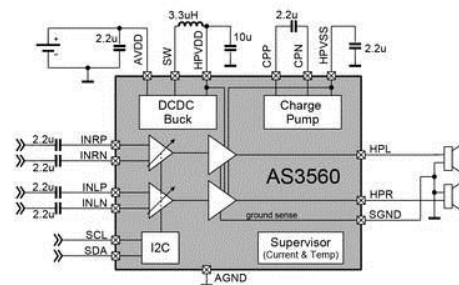 3.3uH
2.2u
2.2u
10u
2.2u
AVDD
SW
HPVDD
CPP
CPN
HPVSS
DCDC
Buck
Charge
Pump
2.2u
INRP
INRN
2.2u
HPL
AS3560
2.2u
INLP
INLN
2.2u
HPR
ground sense
SGND
SCL
SDA
I2C
Supervisor
(Current & Temp)
AGND